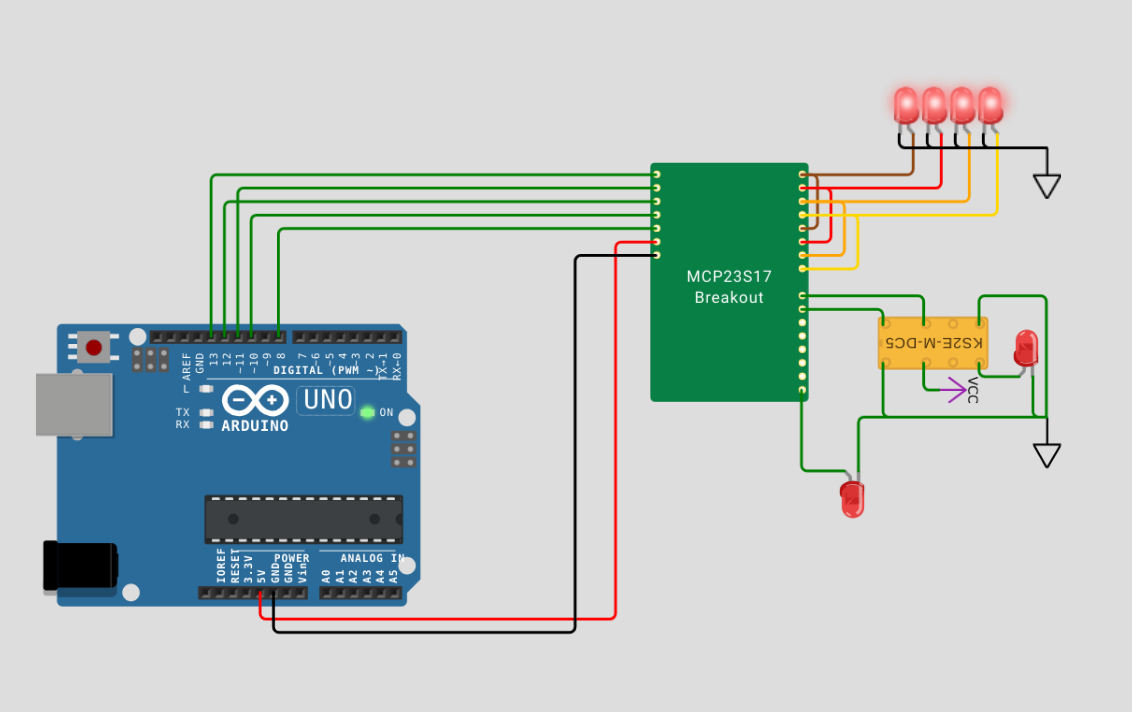 MCP23S17
Breakout
KS2E-M-DC5
VCC
AREF
GND
13
12
~11
~10
~9
8
7
~6
~5
4
~3
2
TX→1
RX←0
DIGITAL (PWM ~)
L
TX
RX
UNO
ON
ARDUINO
IOREF
RESET
3.3V
5V
GND
GND
Vin
POWER
ANALOG IN
A0
A1
A2
A3
A4
A5